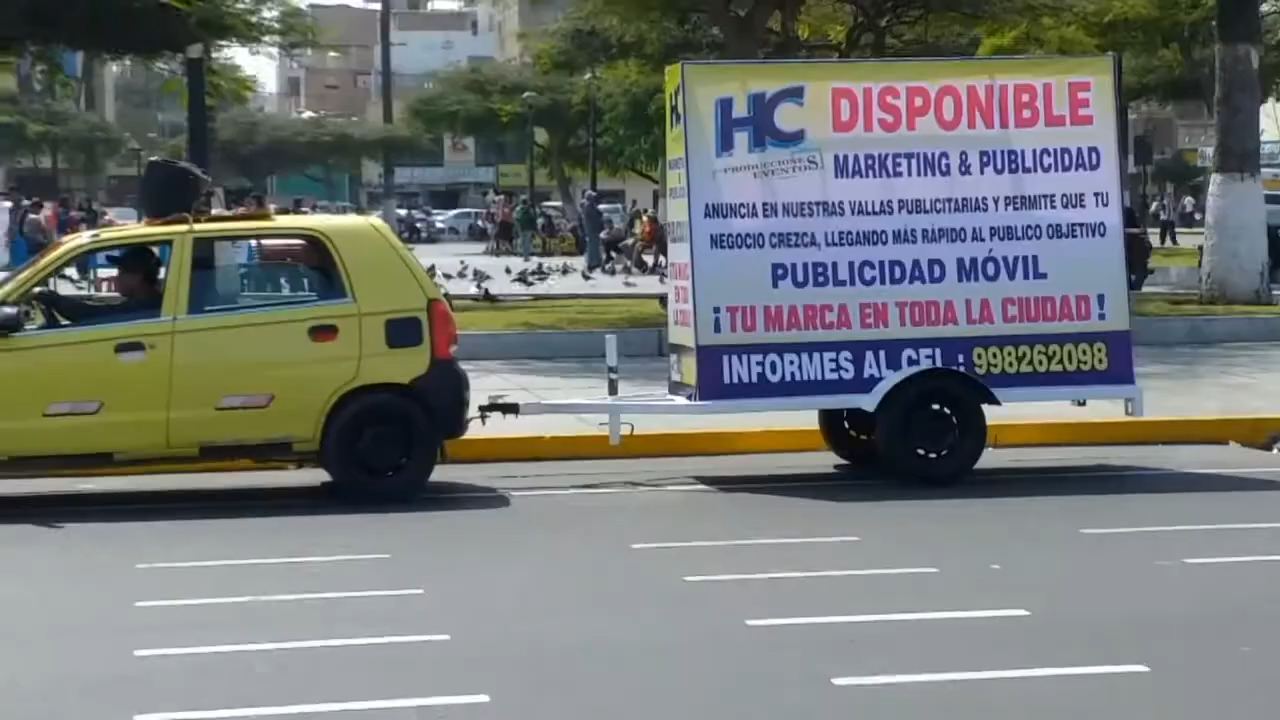 HC
DISPONIBLE
PRODUCCIONES
EVENTOS
MARKETING & PUBLICIDAD
ANUNCIA EN NUESTRAS VALLAS PUBLICITARIAS Y PERMITE QUE TU
NEGOCIO CREZCA, LLEGANDO MÁS RÁPIDO AL PUBLICO OBJETIVO
PUBLICIDAD MÓVIL
¡TU MARCA EN TODA LA CIUDAD!
INFORMES AL CEL.: 998262098